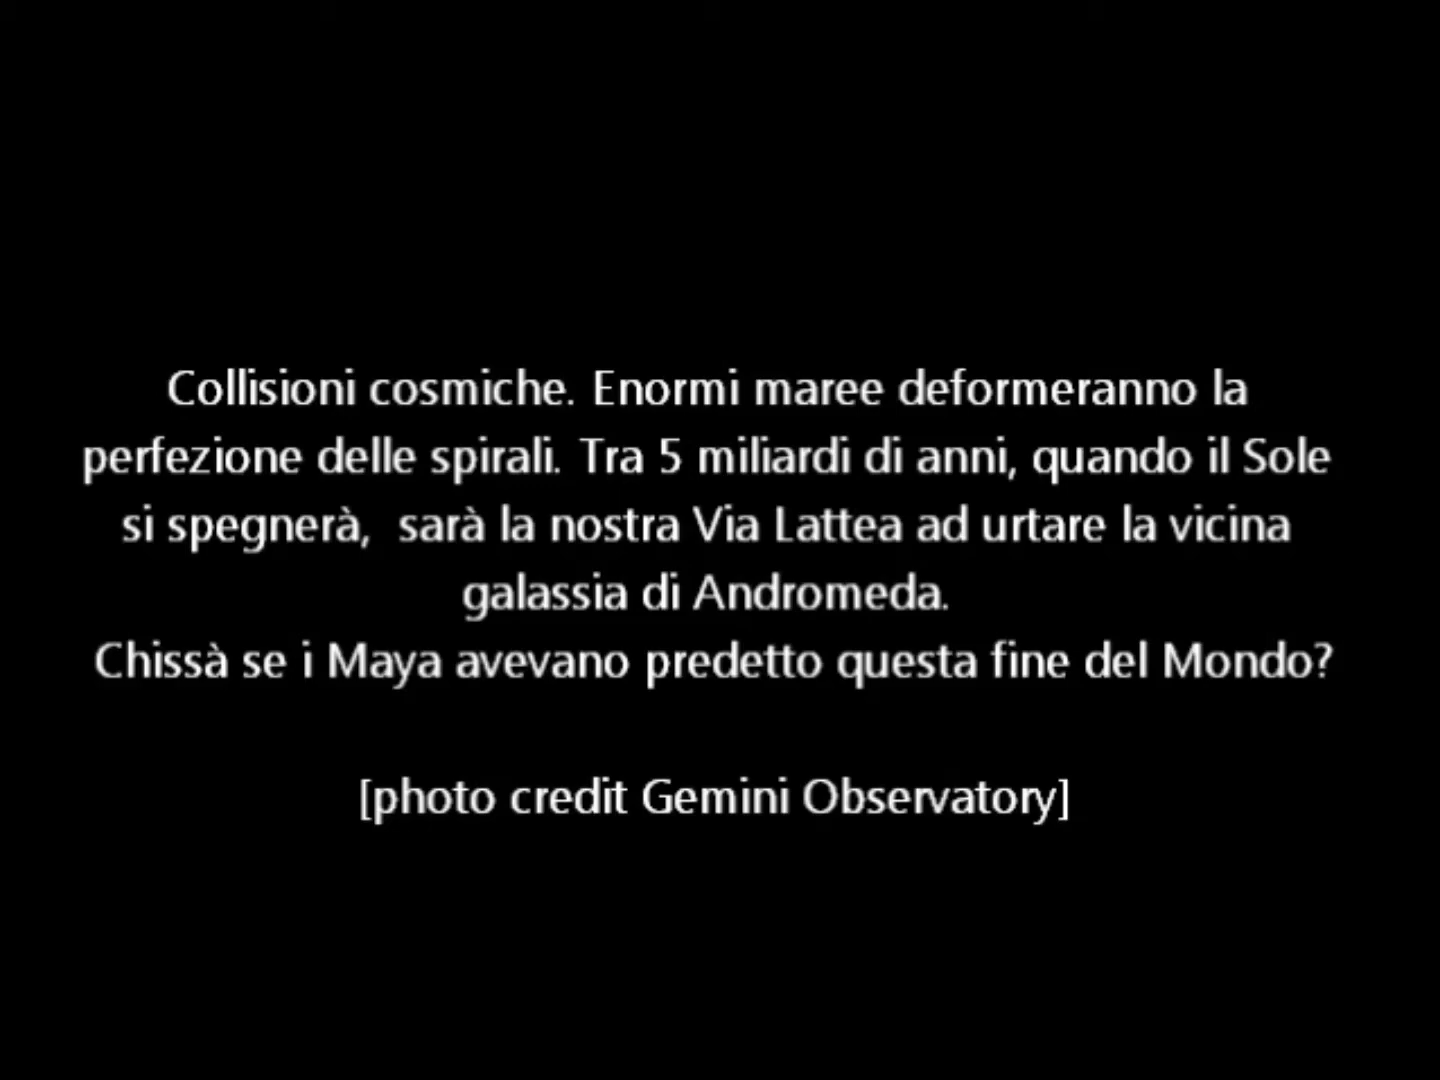 Collisioni cosmiche. Enormi maree deformeranno la
perfezione delle spirali. Tra 5 miliardi di anni, quando il Sole
si spegnerà,  sarà la nostra Via Lattea ad urtare la vicina
galassia di Andromeda.
Chissà se i Maya avevano predetto questa fine del Mondo?
[photo credit Gemini Observatory]